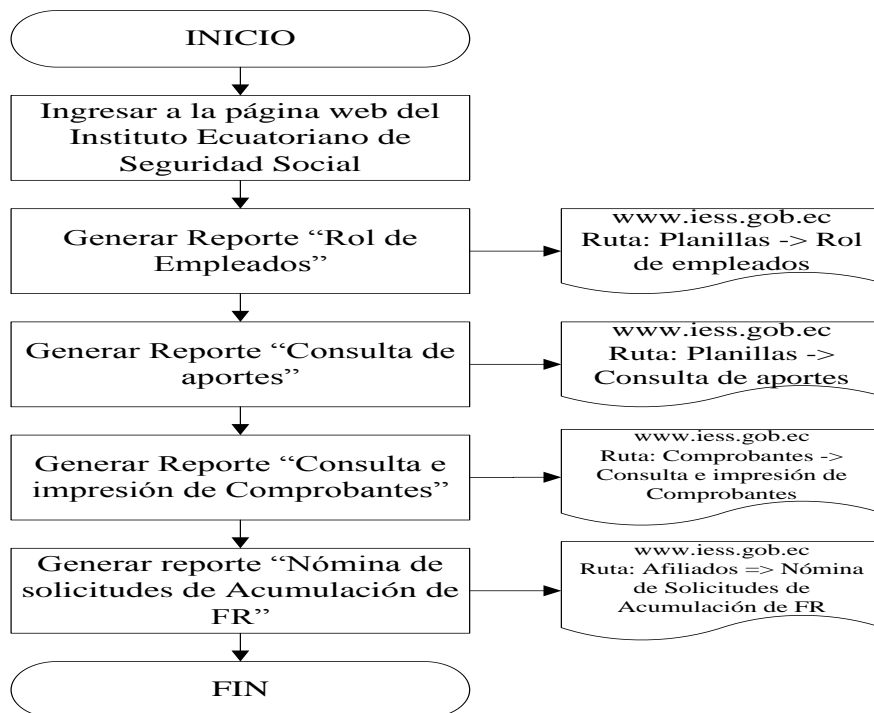 INICIO
Ingresar a la página web del
Instituto Ecuatoriano de
Seguridad Social
Generar Reporte “Rol de
Empleados”
www.iess.gob.ec
Ruta: Planillas -> Rol
de empleados
Generar Reporte “Consulta de
aportes”
www.iess.gob.ec
Ruta: Planillas ->
Consulta de aportes
Generar Reporte “Consulta e
impresión de Comprobantes”
www.iess.gob.ec
Ruta: Comprobantes ->
Consulta e impresión de
Comprobantes
Generar reporte “Nómina de
solicitudes de Acumulación de
FR”
www.iess.gob.ec
Ruta: Afiliados => Nómina
de Solicitudes de
Acumulación de FR
FIN